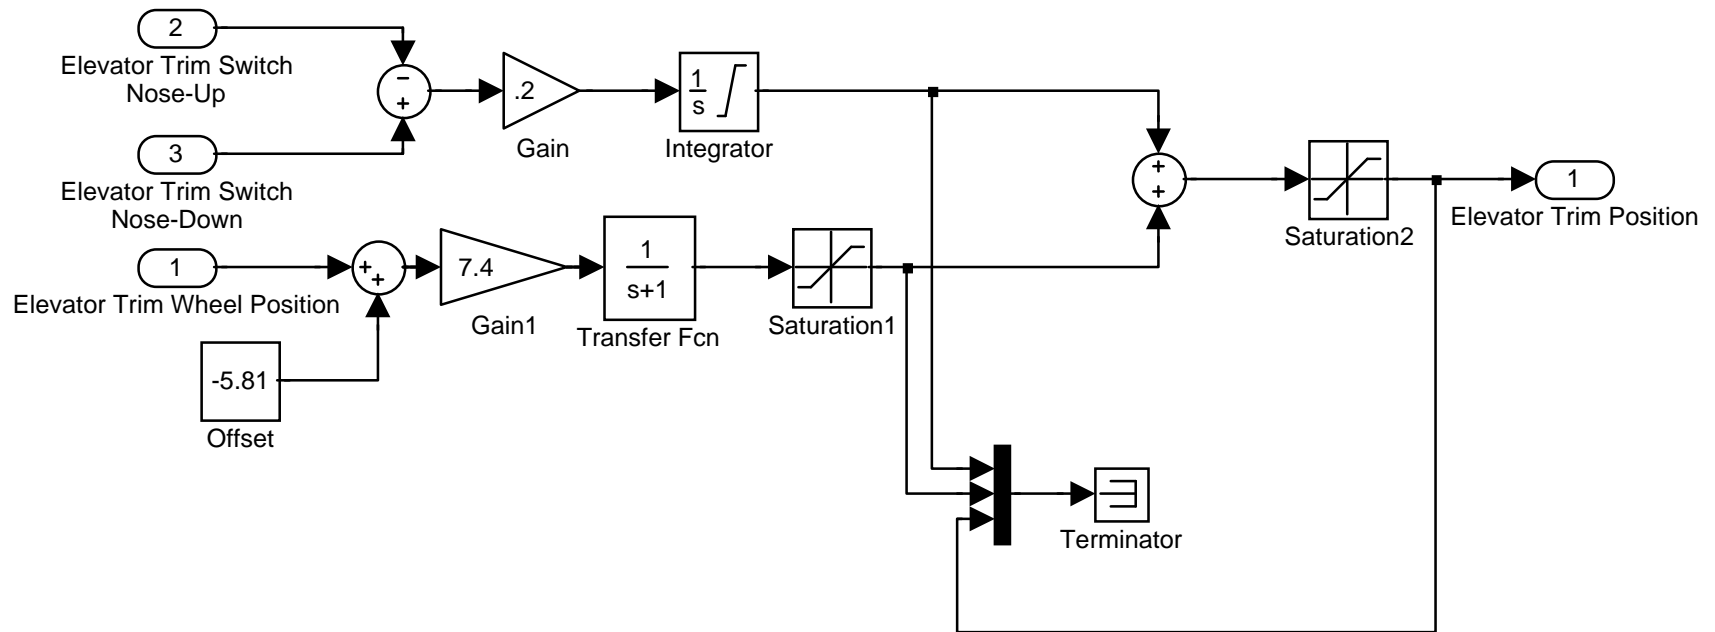 2
Elevator Trim Switch
Nose-Up
−
+
.2
Gain
1
s
Integrator
3
Elevator Trim Switch
Nose-Down
+
+
Saturation2
1
Elevator Trim Position
1
Elevator Trim Wheel Position
+
+
7.4
Gain1
1
s+1
Transfer Fcn
Saturation1
-5.81
Offset
Terminator